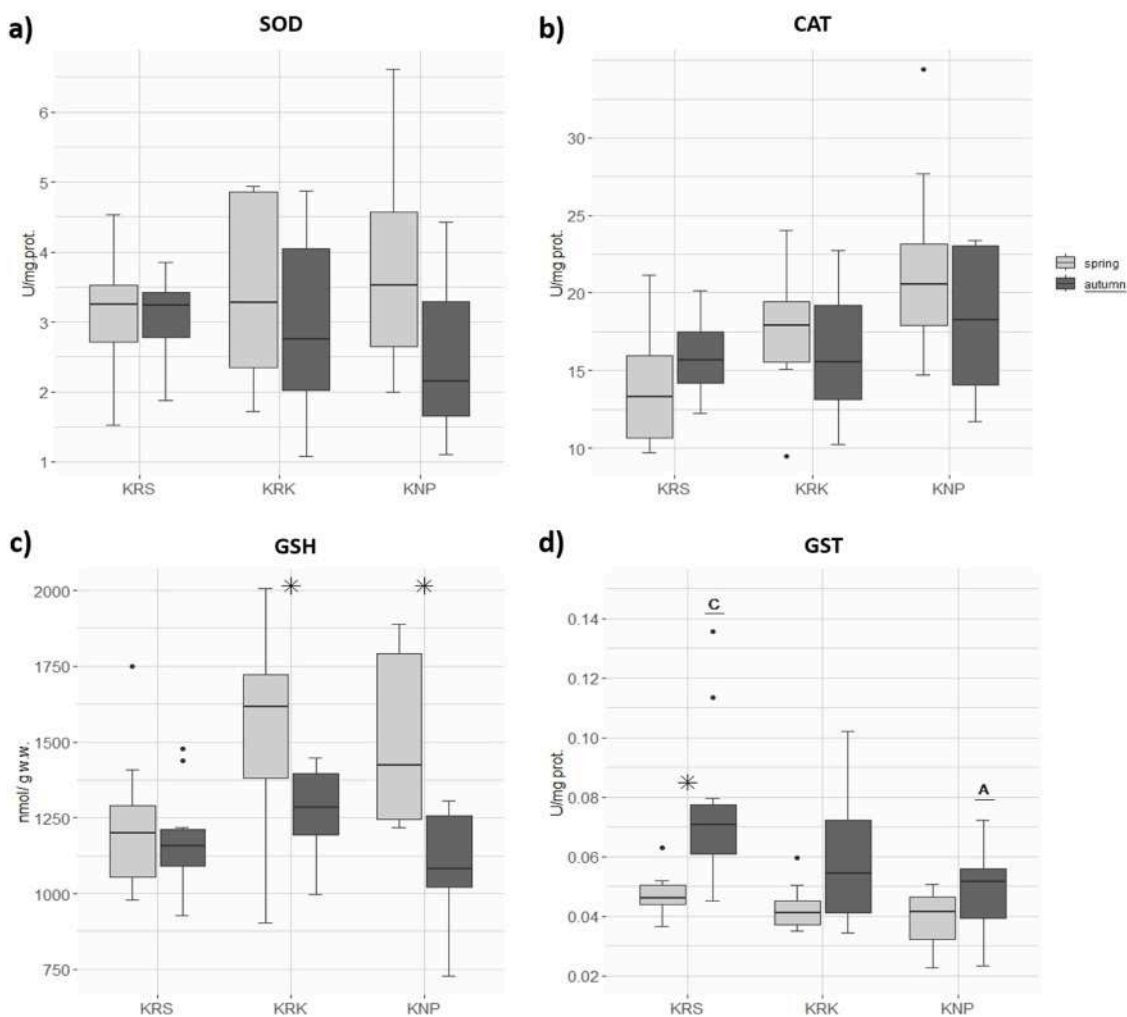 a) SOD
6
5
4
3
2
1
U/mg.prot.
KRS KRK KNP
b) CAT
30
25
20
15
10
U/mg prot.
KRS KRK KNP
spring
autumn
c) GSH
2000
1750
1500
1250
1000
750
nmol/ g w.w.
* *
KRS KRK KNP
d) GST
0.14
0.12
0.10
0.08
0.06
0.04
0.02
U/mg prot.
C
*
A
KRS KRK KNP